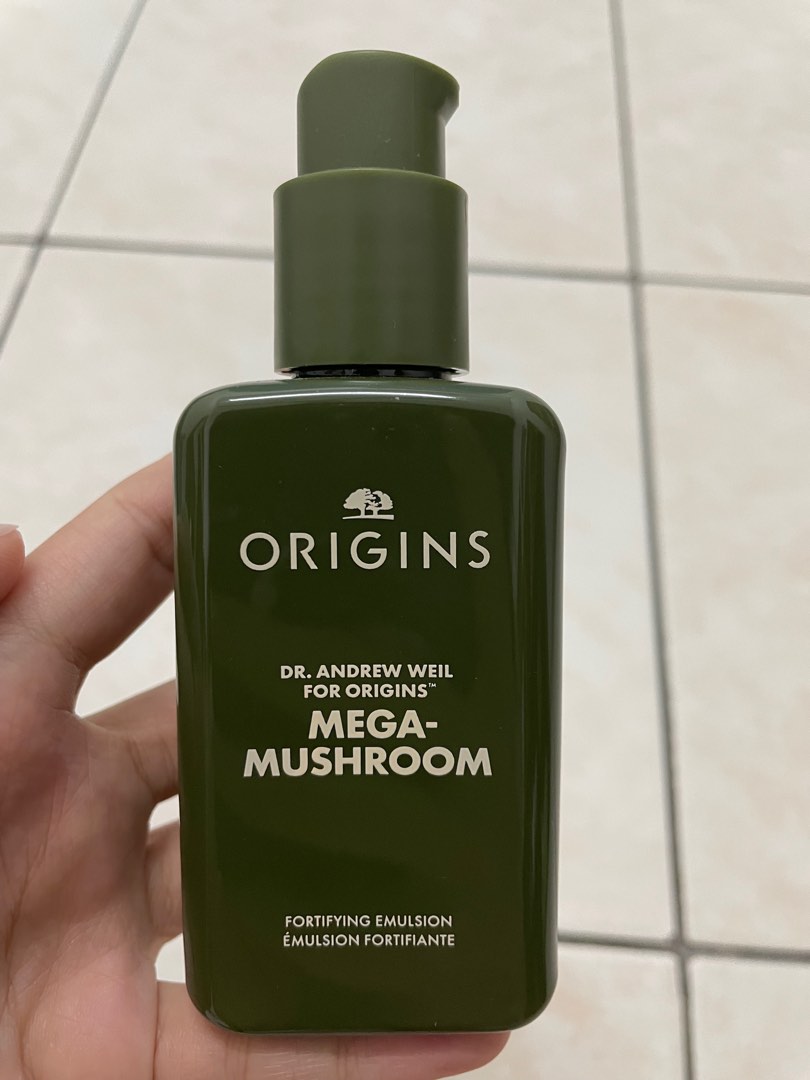 ORIGINS
DR. ANDREW WEIL
FOR ORIGINS™
MEGA-
MUSHROOM
FORTIFYING EMULSION
ÉMULSION FORTIFIANTE